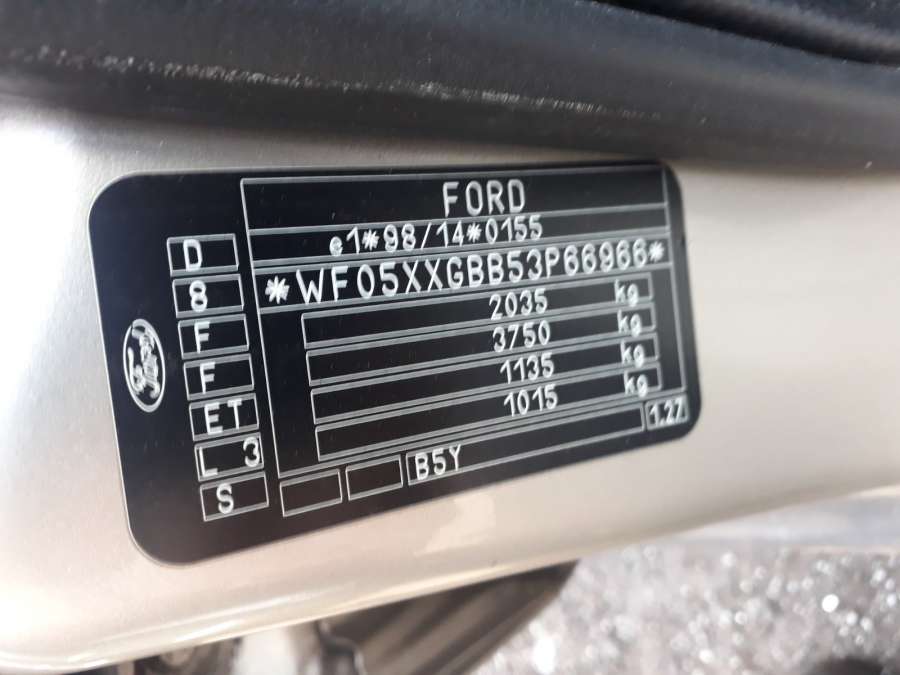 FORD
e1*98/14*0155
*WF05XXGBB53P66966*
2035 kg
3750 kg
1135 kg
1015 kg
D
8
F
F
ET
L 3
S
B5Y
1.27
Ford